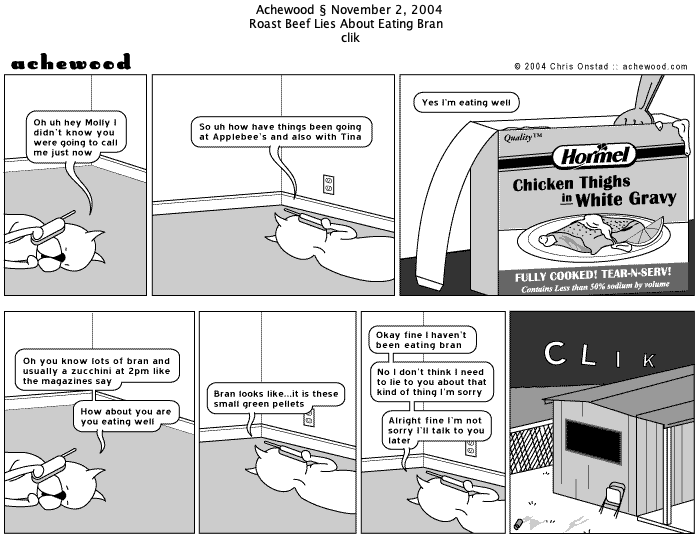 Achewood § November 2, 2004
Roast Beef Lies About Eating Bran
clik
achewood
© 2004 Chris Onstad :: achewood.com
Oh uh hey Molly I
didn't know you
were going to call
me just now
So uh how have things been going
at Applebee's and also with Tina
Yes I'm eating well
Quality™
Hormel
Chicken Thighs
in White Gravy
FULLY COOKED! TEAR-N-SERV!
Contains Less than 50% sodium by volume
Oh you know lots of bran and
usually a zucchini at 2pm like
the magazines say
How about you are
you eating well
Bran looks like...it is these
small green pellets
Okay fine I haven't
been eating bran
No I don't think I need
to lie to you about that
kind of thing I'm sorry
Alright fine I'm not
sorry I'll talk to you
later
CLIK